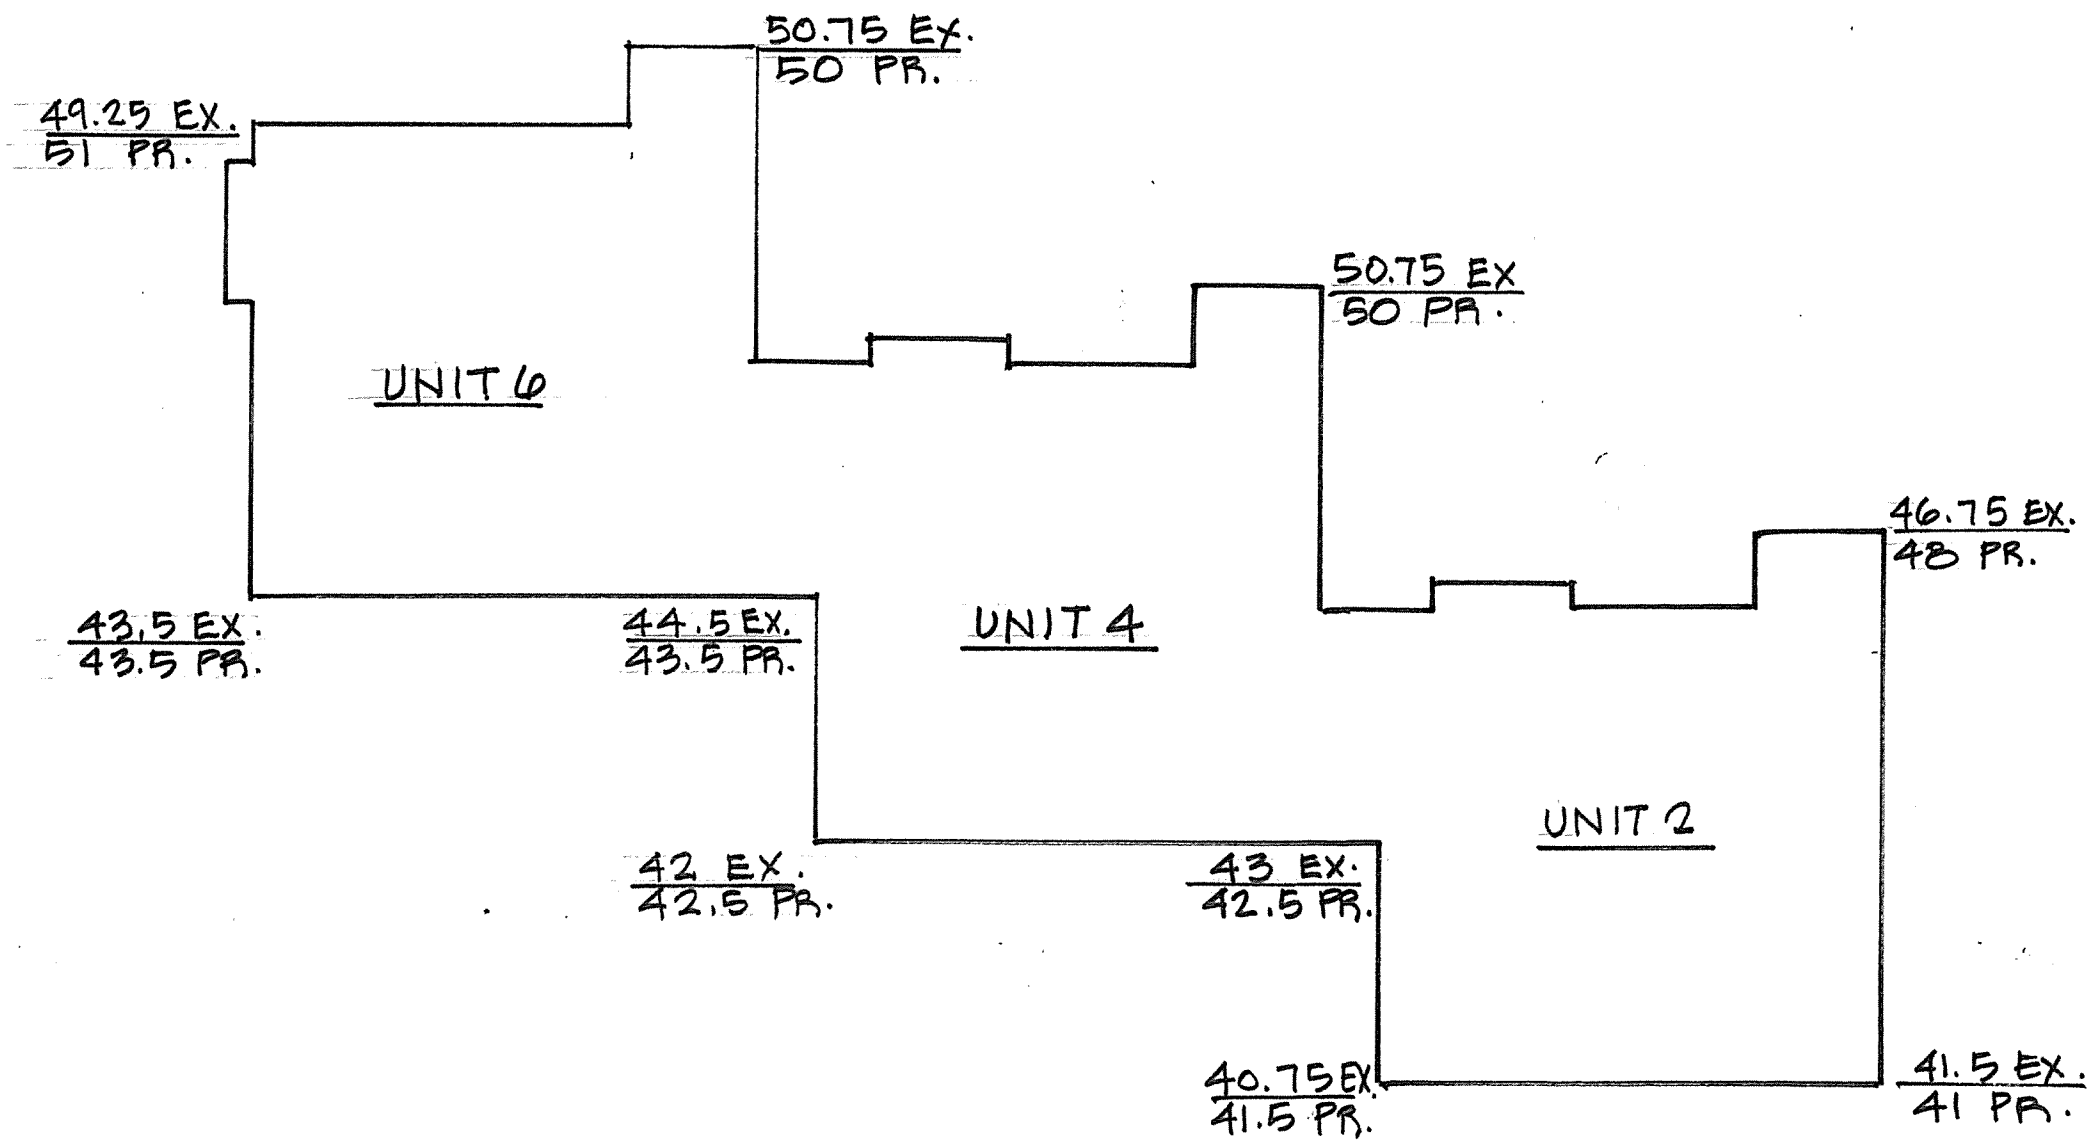 50.75 EX.
50 PR.
49.25 EX.
51 PR.
50.75 EX
50 PR.
UNIT 6
46.75 EX.
48 PR.
43.5 EX.
43.5 PR.
44.5 EX.
43.5 PR.
UNIT 4
UNIT 2
42 EX.
42.5 PR.
43 EX.
42.5 PR.
40.75 EX.
41.5 PR.
41.5 EX.
41 PR.